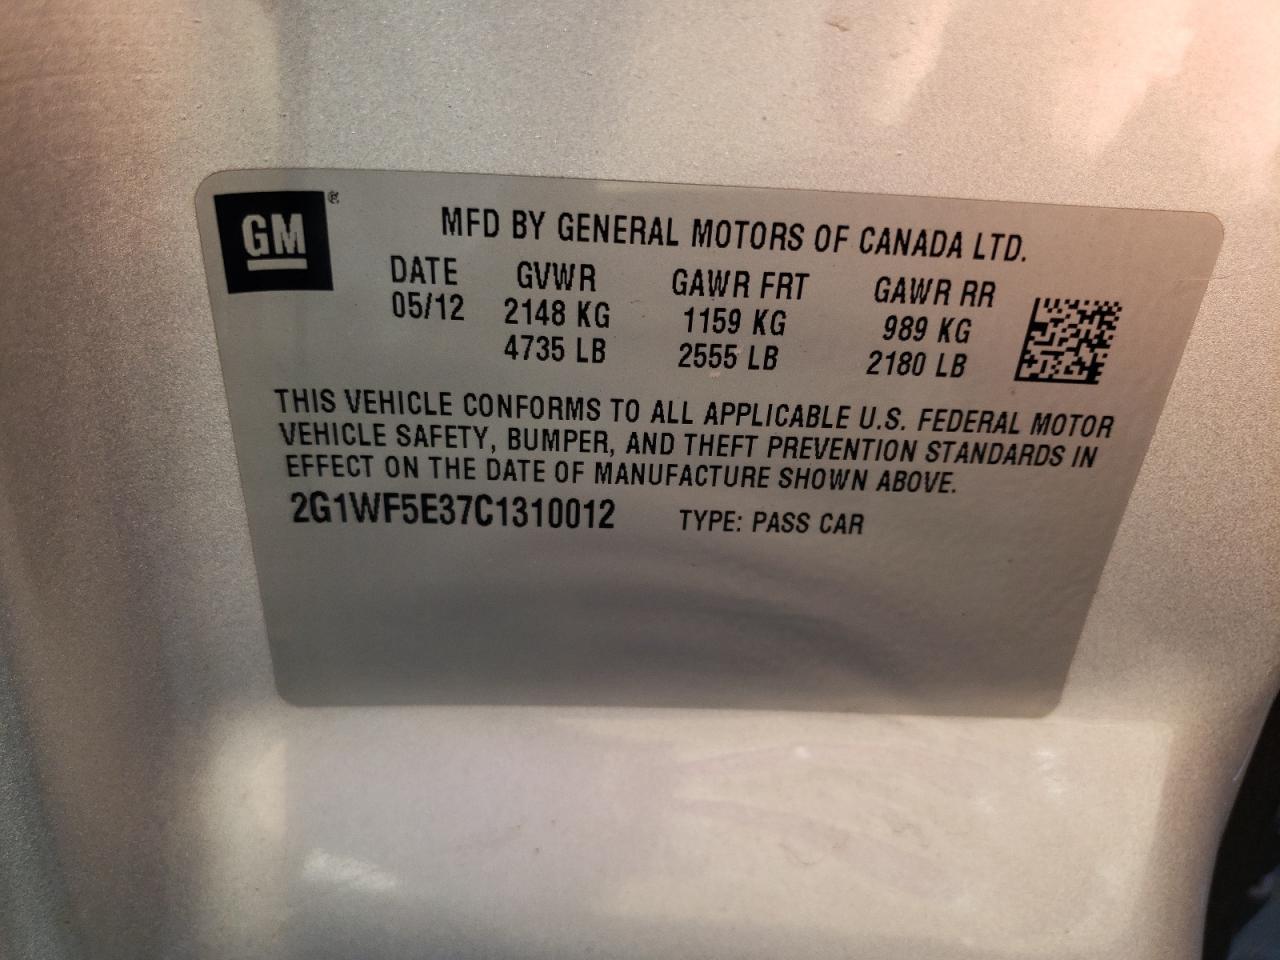 GM®
MFD BY GENERAL MOTORS OF CANADA LTD.
DATE GVWR GAWR FRT GAWR RR
05/12 2148 KG 1159 KG 989 KG
4735 LB 2555 LB 2180 LB
THIS VEHICLE CONFORMS TO ALL APPLICABLE U.S. FEDERAL MOTOR
VEHICLE SAFETY, BUMPER, AND THEFT PREVENTION STANDARDS IN
EFFECT ON THE DATE OF MANUFACTURE SHOWN ABOVE.
2G1WF5E37C1310012 TYPE: PASS CAR